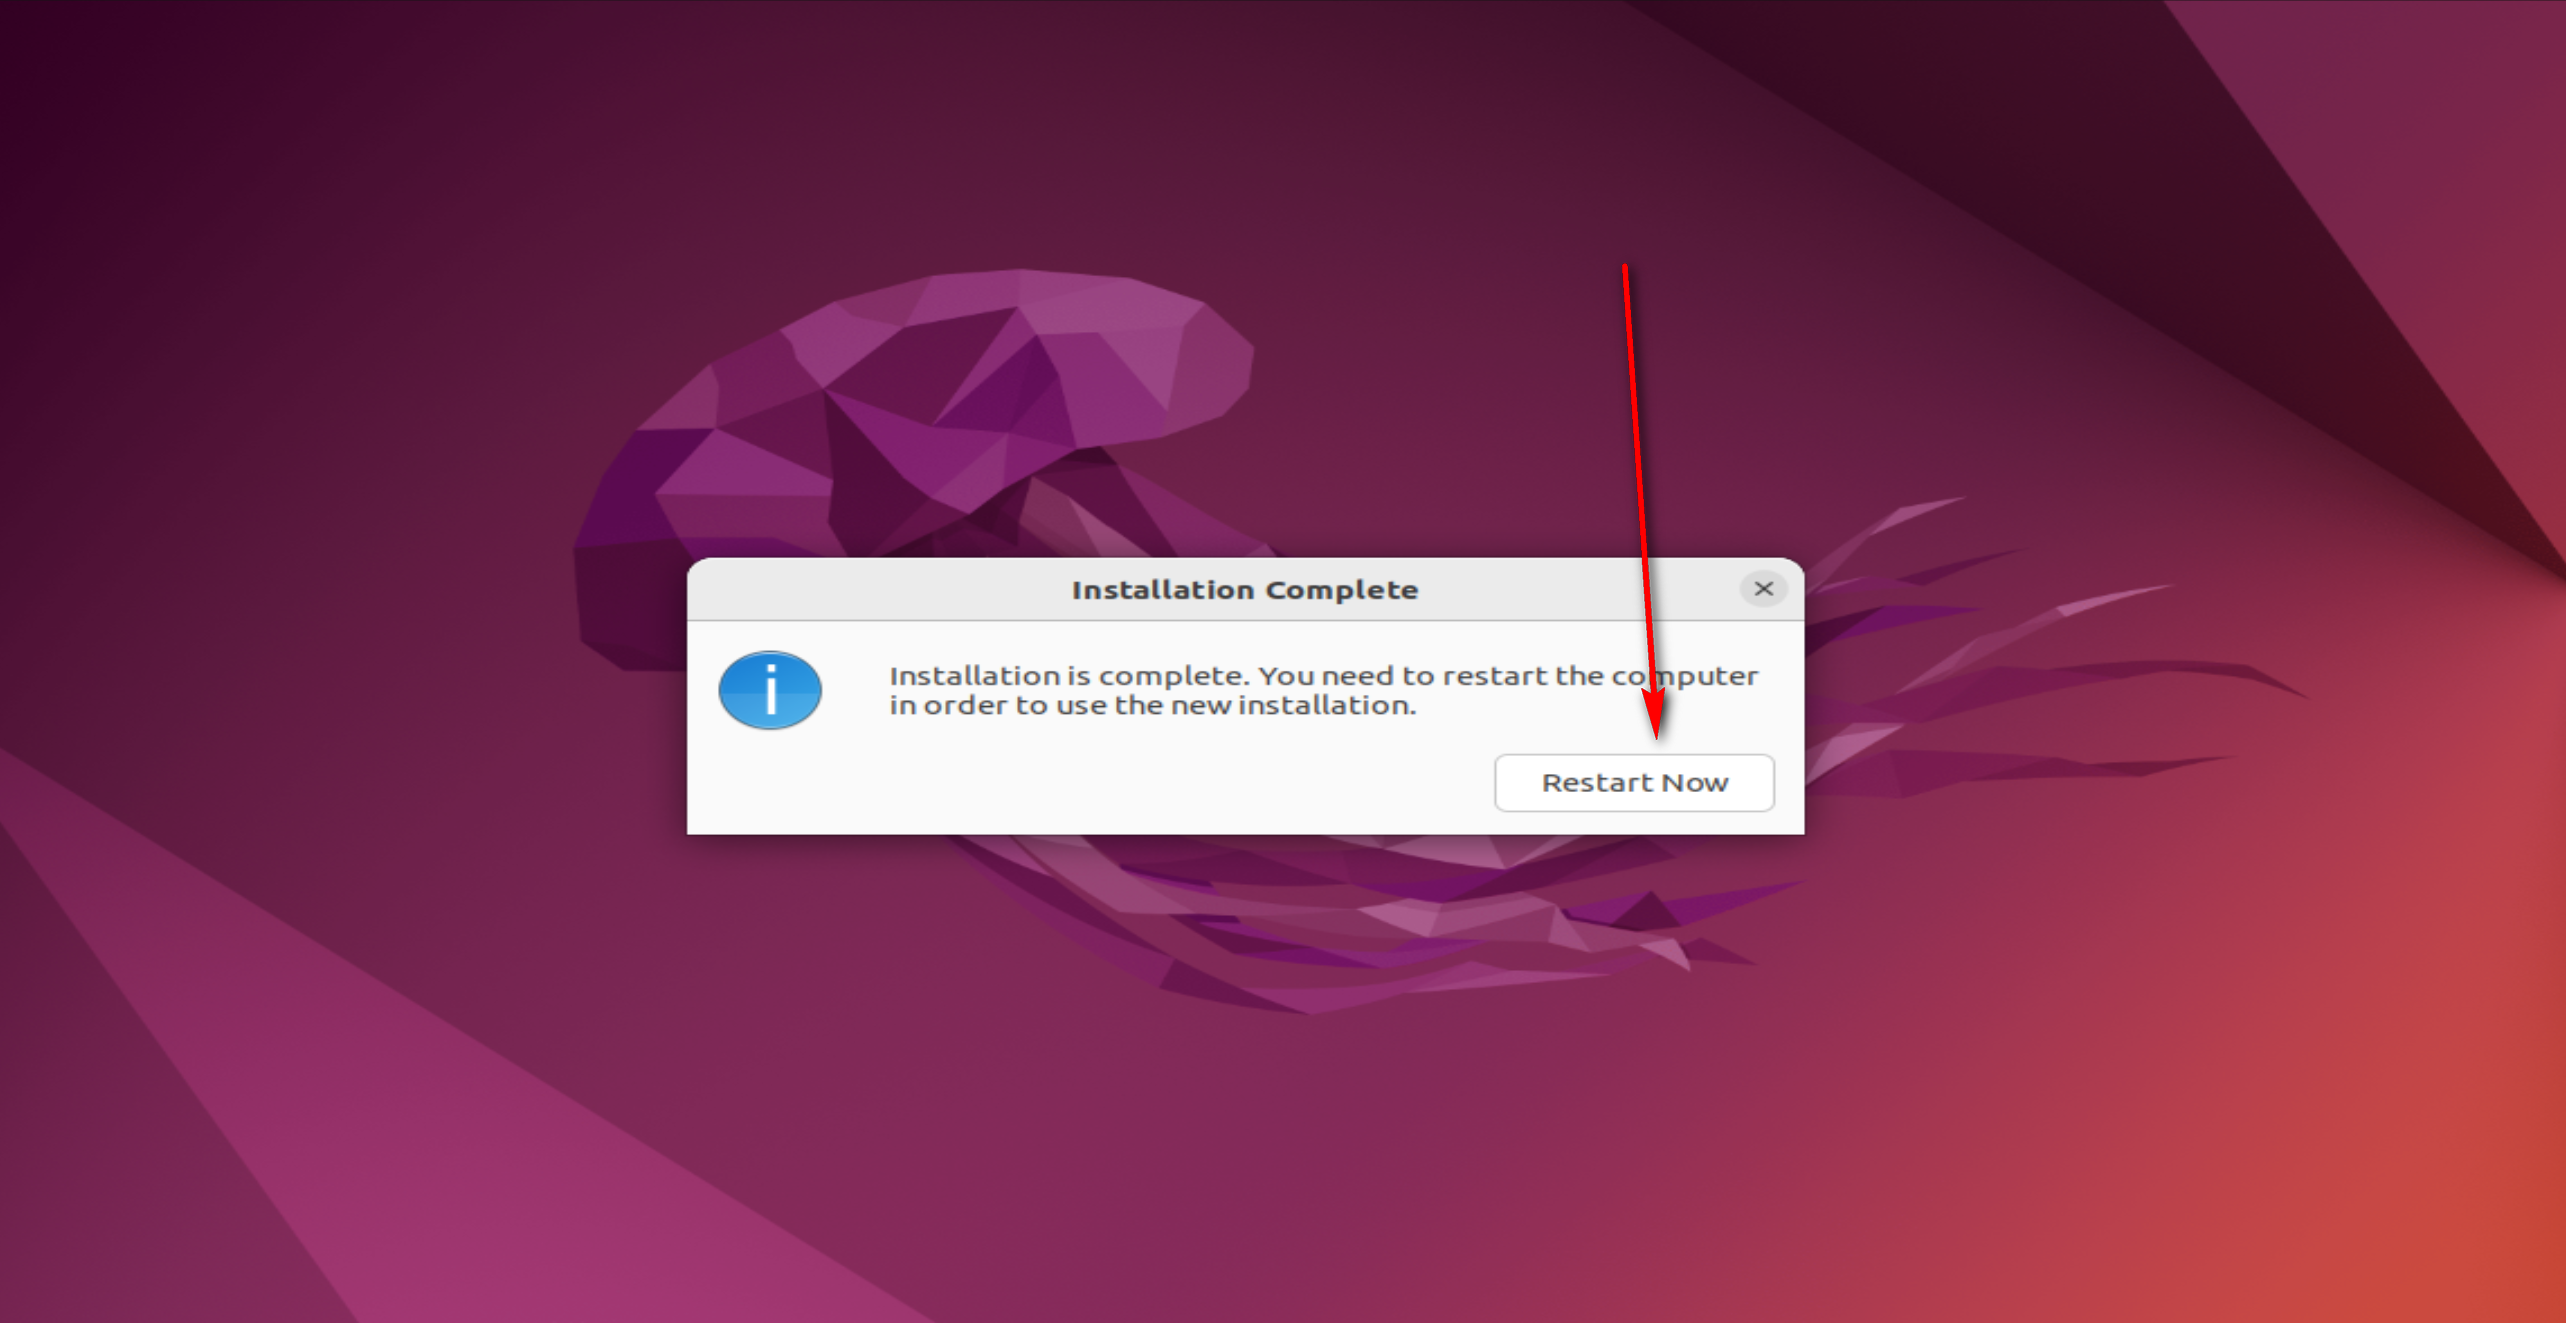 Installation Complete
Installation is complete. You need to restart the computer
in order to use the new installation.
Restart Now